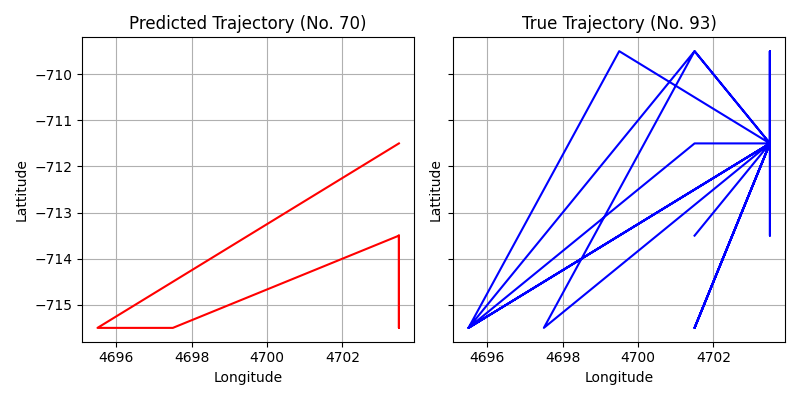 Predicted Trajectory (No. 70)
True Trajectory (No. 93)
Lattitude
−710
−711
−712
−713
−714
−715
4696
4698
4700
4702
Longitude
Lattitude
4696
4698
4700
4702
Longitude